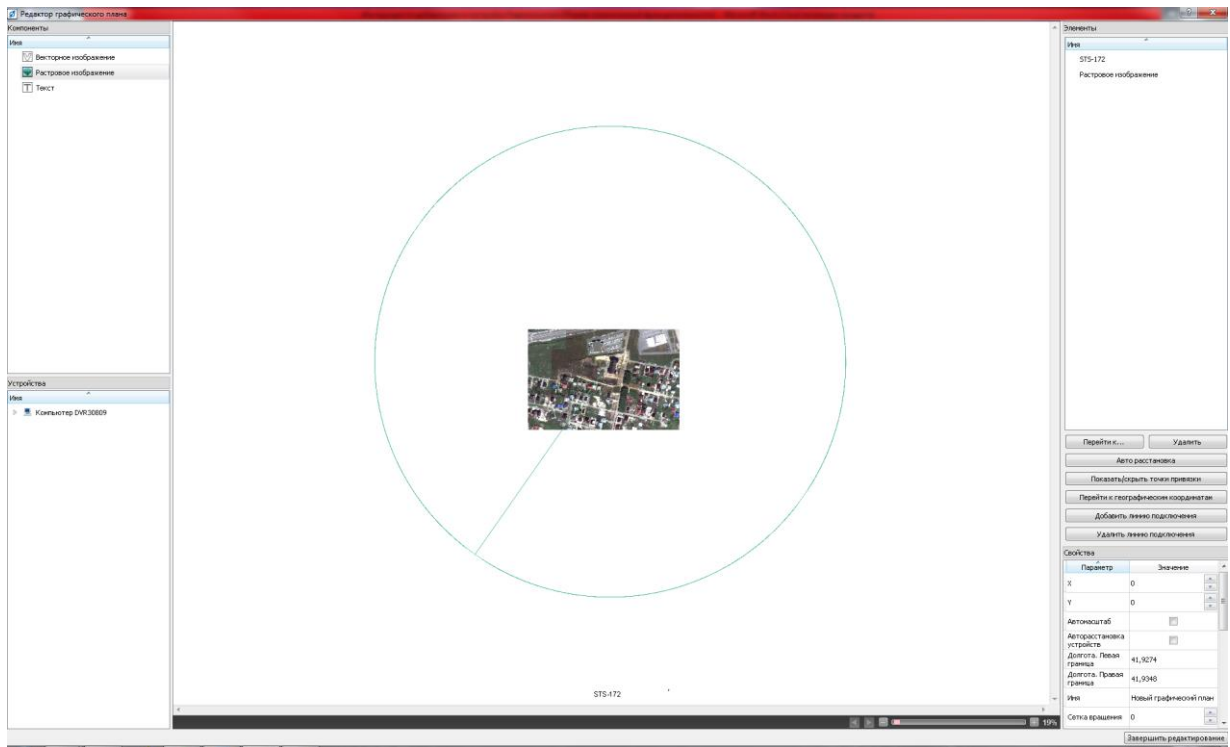 Редактор графического плана
Компоненты
Имя
Векторное изображение
Растровое изображение
Текст
Устройства
Имя
Компьютер DVR30809
STS-172
19%
Элементы
Имя
STS-172
Растровое изображение
Перейти к...
Удалить
Авто расстановка
Показать/скрыть точки привязки
Перейти к географическим координатам
Добавить линию подключения
Удалить линию подключения
Свойства
Параметр Значение
X 0
Y 0
Автомасштаб
Авторасстановка
устройств
Долгота. Левая
граница 41,9274
Долгота. Правая
граница 41,9348
Имя Новый графический план
Сетка вращения 0
Завершить редактирование